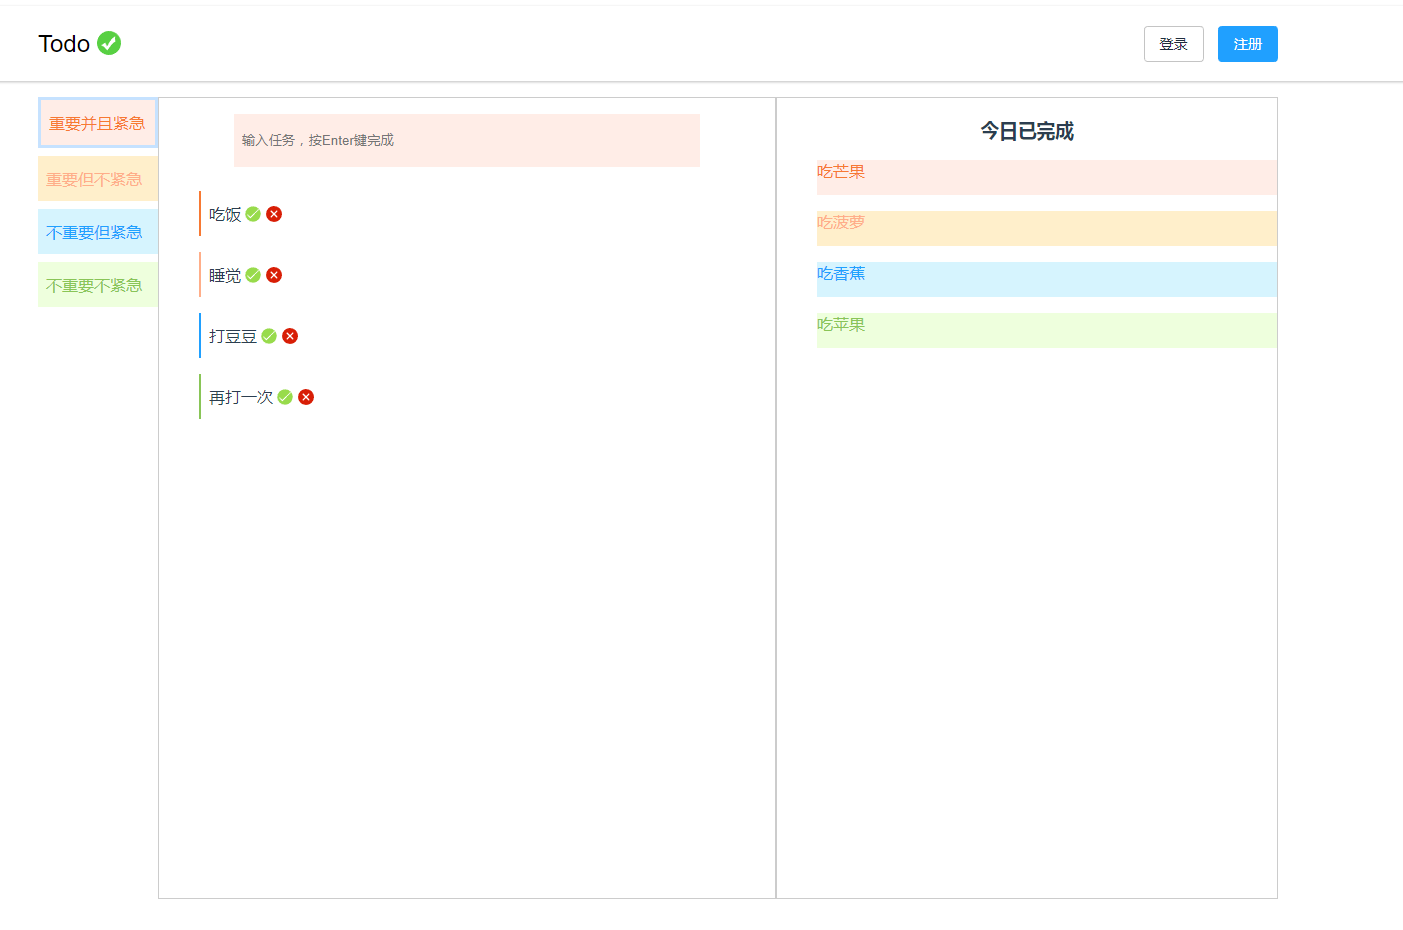 Todo
登录
注册
重要并且紧急
重要但不紧急
不重要但紧急
不重要不紧急
输入任务，按Enter键完成
吃饭
睡觉
打豆豆
再打一次
今日已完成
吃芒果
吃菠萝
吃香蕉
吃苹果